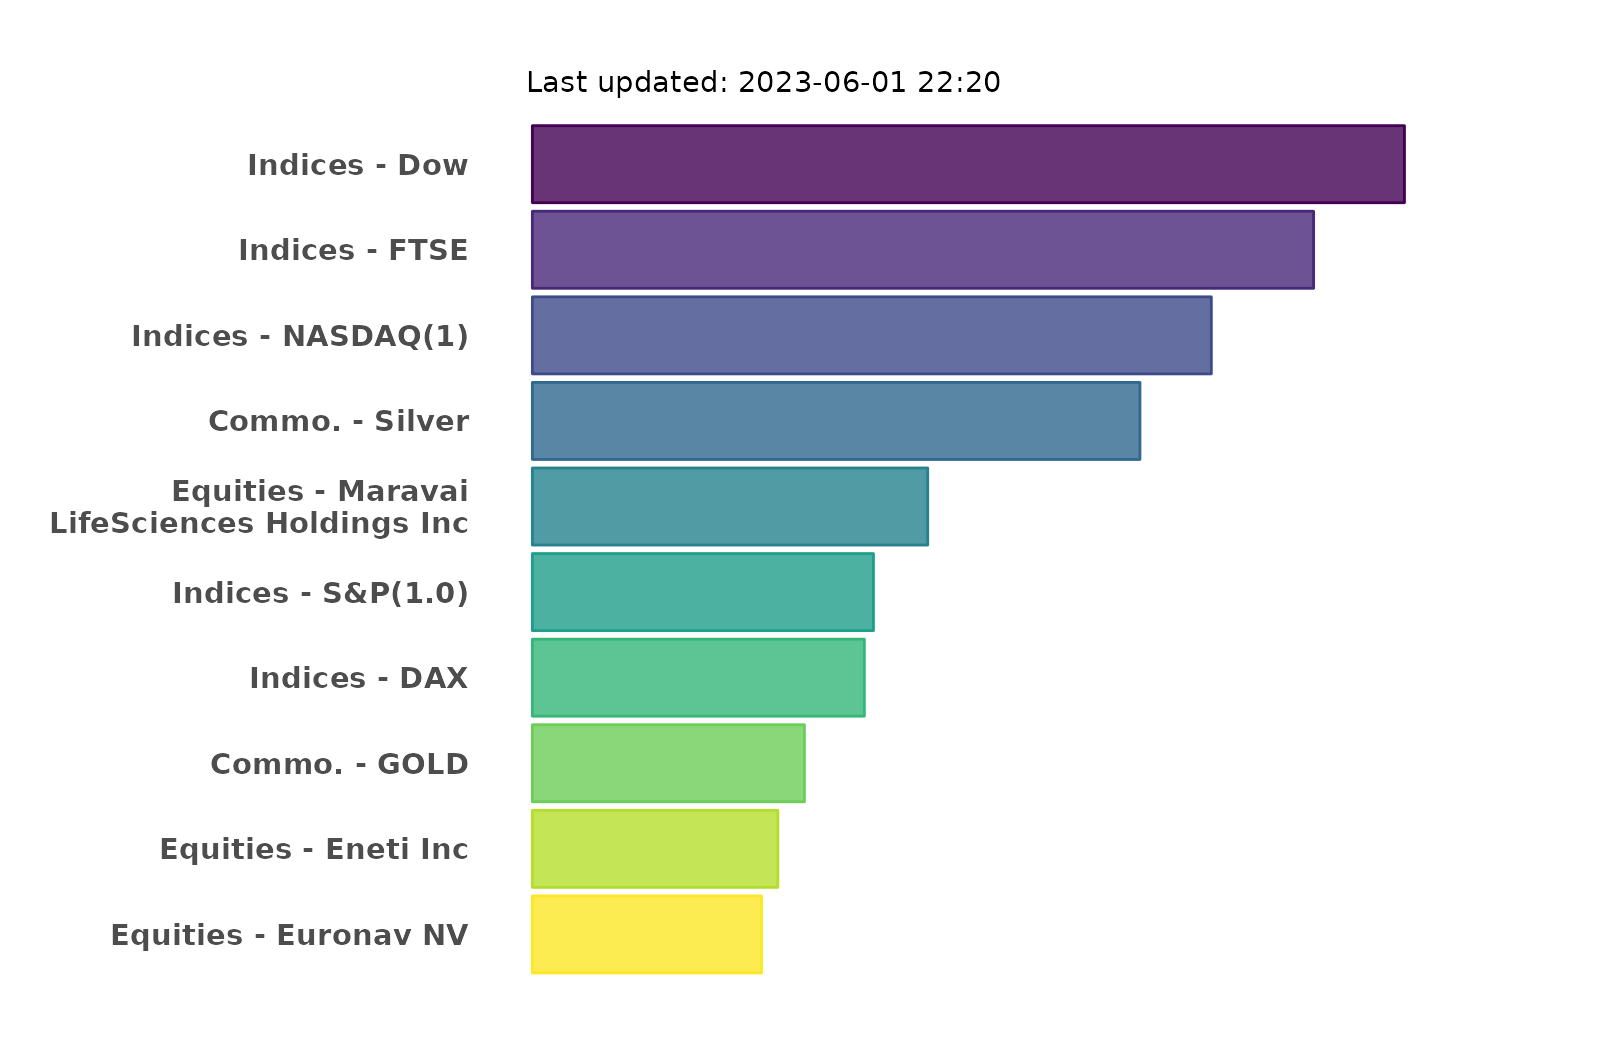 Last updated: 2023-06-01 22:20
Indices - Dow
Indices - FTSE
Indices - NASDAQ(1)
Commo. - Silver
Equities - Maravai
LifeSciences Holdings Inc
Indices - S&P(1.0)
Indices - DAX
Commo. - GOLD
Equities - Eneti Inc
Equities - Euronav NV